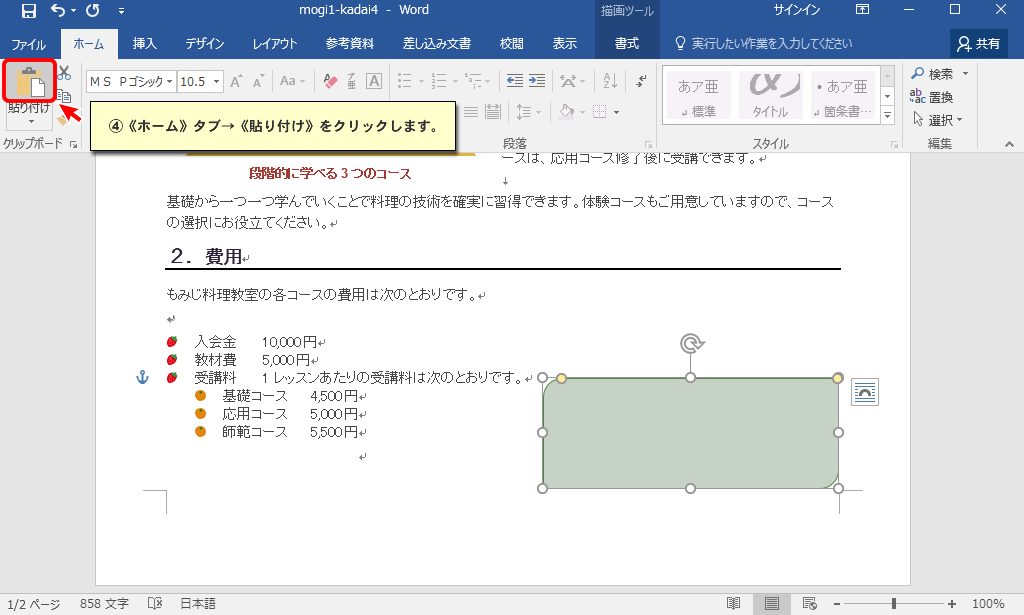 mogi1-kadai4 - Word
描画ツール
サインイン
ファイル ホーム 挿入 デザイン レイアウト 参考資料 差し込み文書 校閲 表示 書式 実行したい作業を入力してください 共有
貼り付け
クリップボード
ＭＳ Ｐゴシック 10.5
④《ホーム》タブ→《貼り付け》をクリックします。
段落
あア亜
標準
タイトル
・あア亜
箇条書…
スタイル
検索
置換
選択
編集
ースは、応用コース修了後に受講できます。
段階的に学べる３つのコース
基礎から一つ一つ学んでいくことで料理の技術を確実に習得できます。体験コースもご用意していますので、コース
の選択にお役立てください。
２．費用
もみじ料理教室の各コースの費用は次のとおりです。
入会金 10,000円
教材費 5,000円
受講料 １レッスンあたりの受講料は次のとおりです。
基礎コース 4,500円
応用コース 5,000円
師範コース 5,500円
1/2 ページ 858 文字 日本語 100%